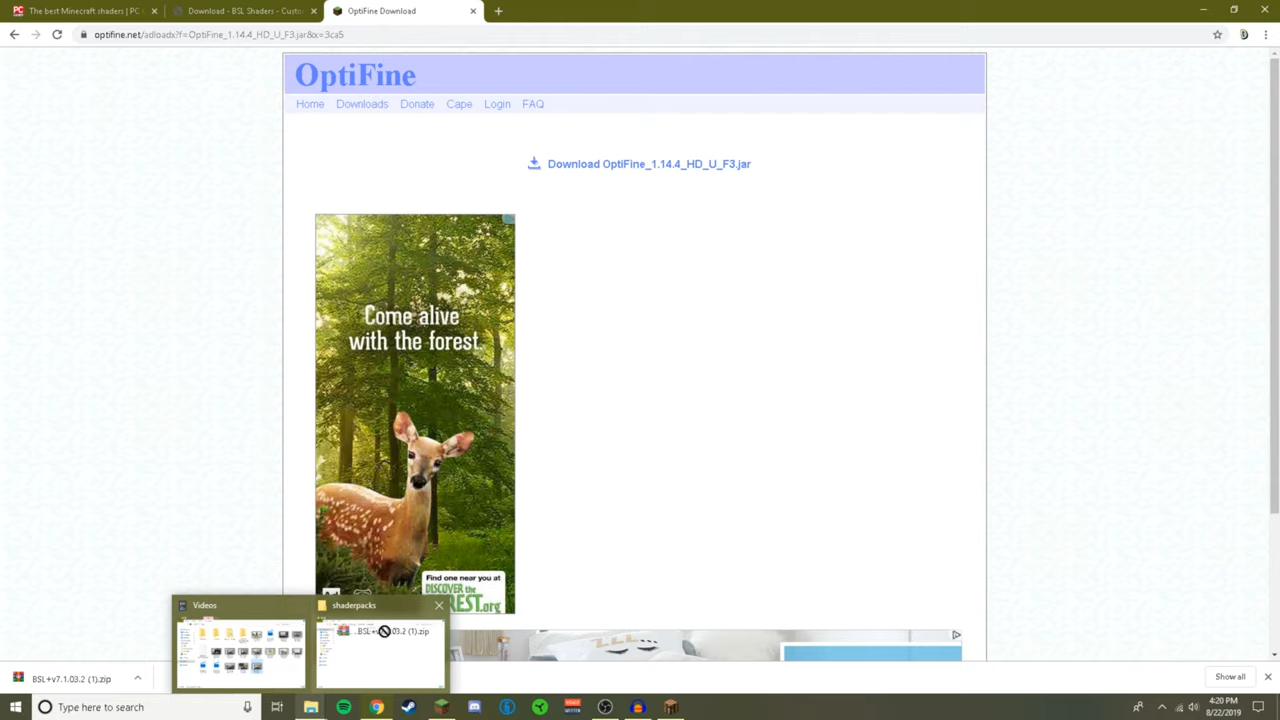 The best Minecraft shaders | PC
Download - BSL Shaders - Custo
OptiFine Download
optifine.net/adloadx?f=OptiFine_1.14.4_HD_U_F3.jar&x=3ca5
OptiFine
Home Downloads Donate Cape Login FAQ
Download OptiFine_1.14.4_HD_U_F3.jar
Come alive
with the forest.
Find one near you at
DISCOVER the
REST.org
Videos
shaderpacks
BSL+v7.1.03.2 (1).zip
Show all
Type here to search
4:20 PM
8/22/2019